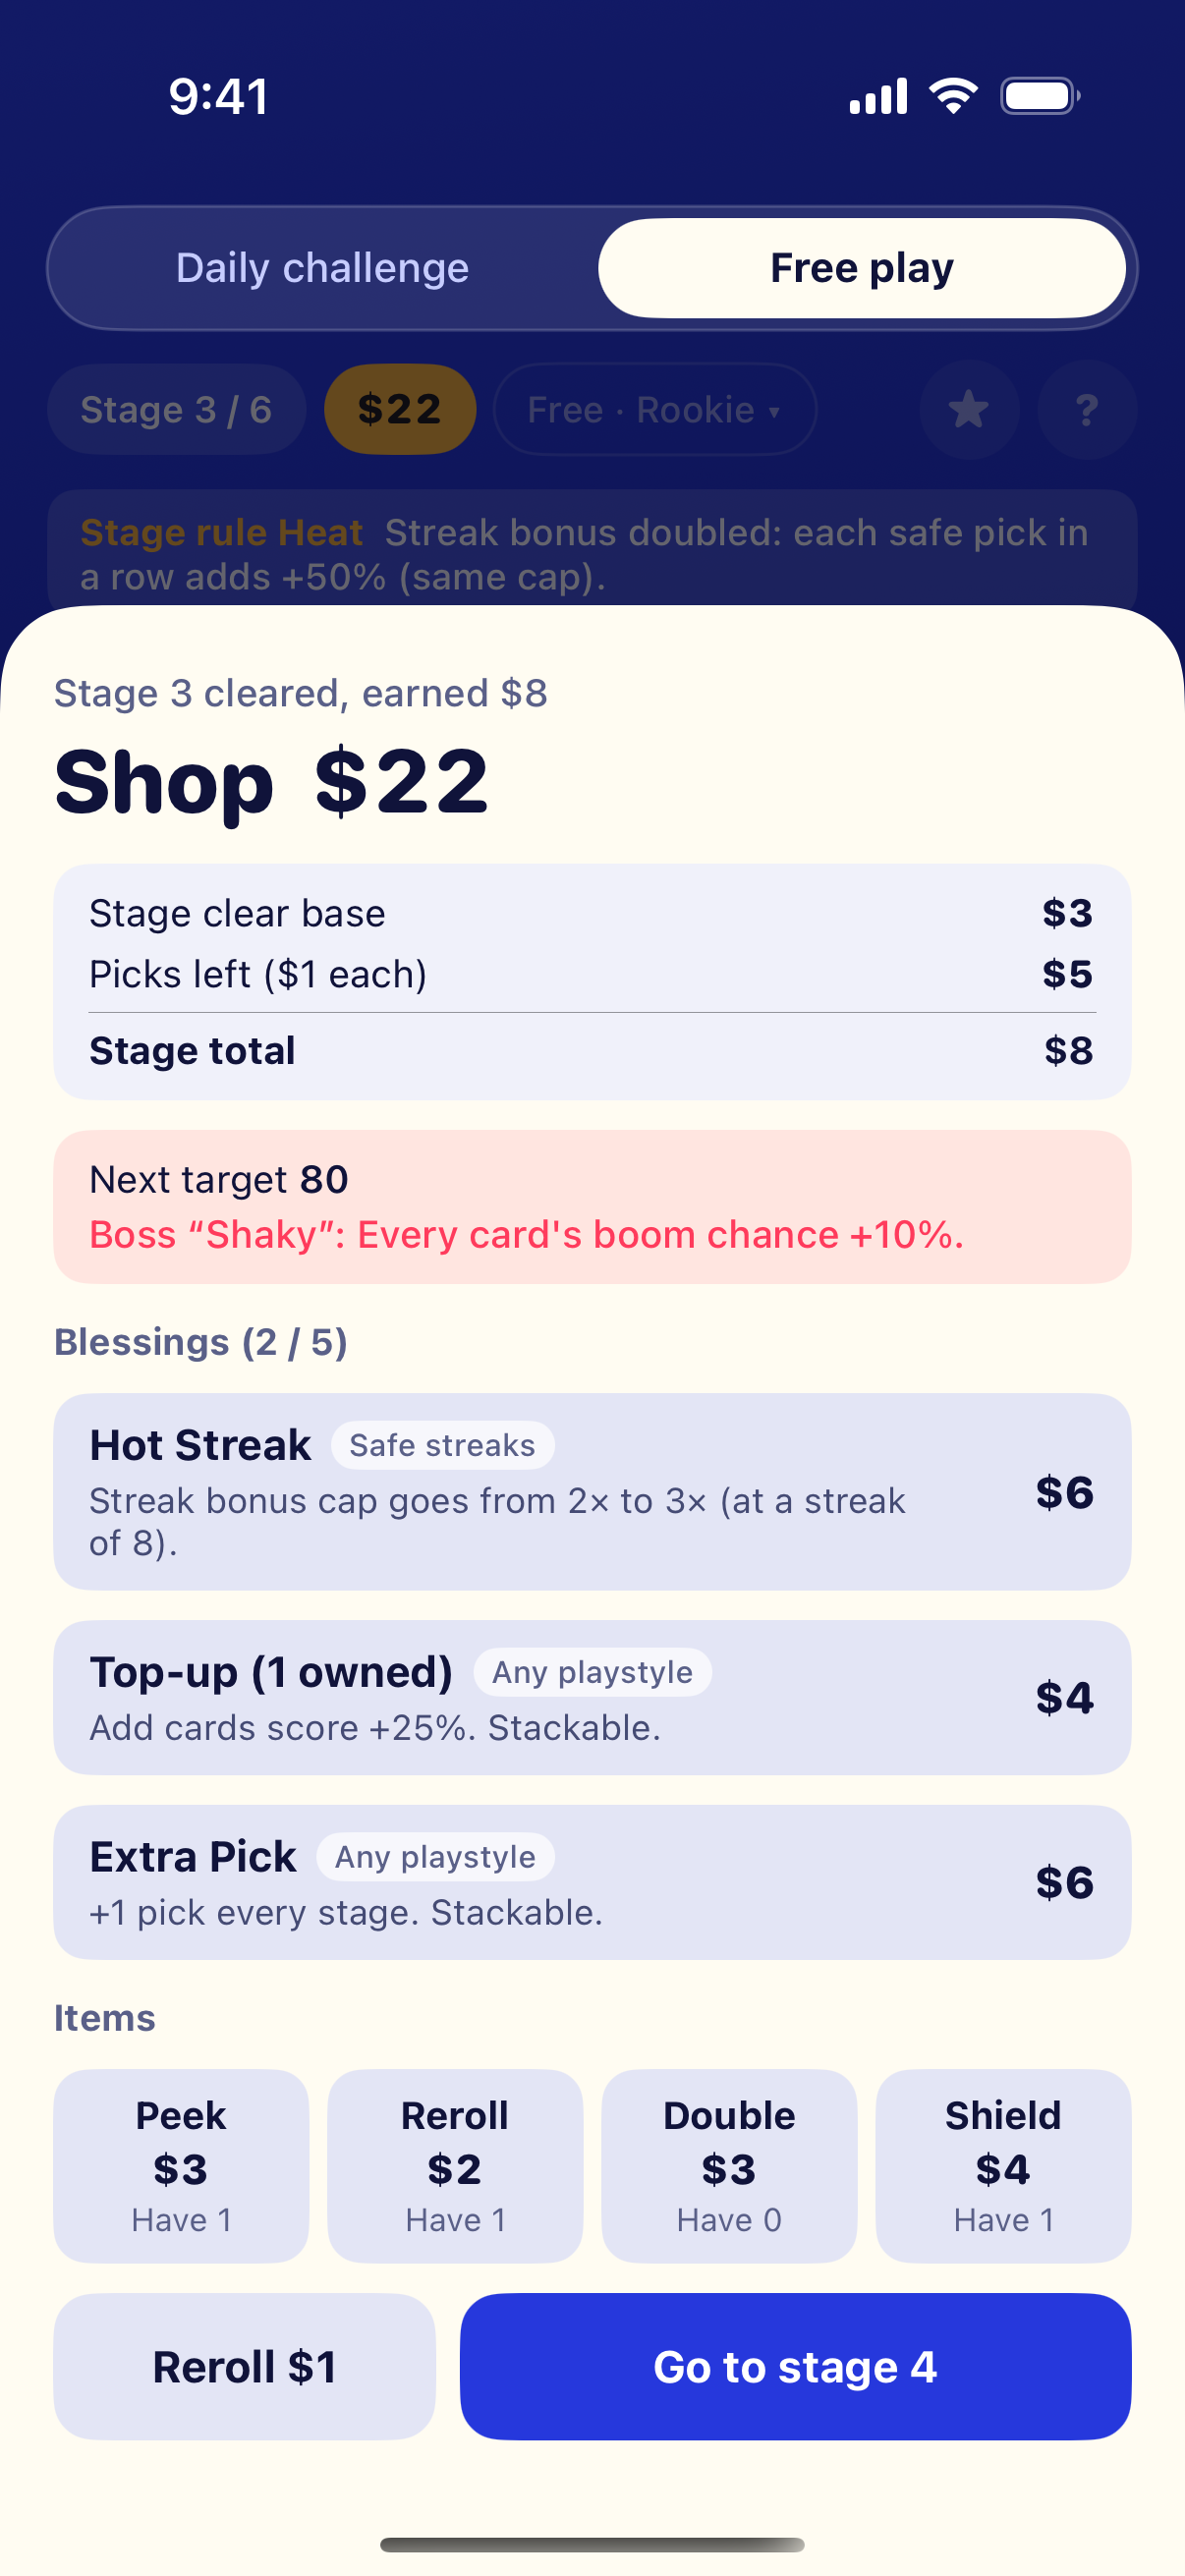 9:41
Daily challenge
Free play
Stage 3 / 6
$22
Free · Rookie ▾
?
Stage rule Heat Streak bonus doubled: each safe pick in
a row adds +50% (same cap).
Stage 3 cleared, earned $8
Shop $22
Stage clear base $3
Picks left ($1 each) $5
Stage total $8
Next target 80
Boss “Shaky”: Every card's boom chance +10%.
Blessings (2 / 5)
Hot Streak Safe streaks
Streak bonus cap goes from 2× to 3× (at a streak
of 8).
$6
Top-up (1 owned) Any playstyle
Add cards score +25%. Stackable.
$4
Extra Pick Any playstyle
+1 pick every stage. Stackable.
$6
Items
Peek
$3
Have 1
Reroll
$2
Have 1
Double
$3
Have 0
Shield
$4
Have 1
Reroll $1
Go to stage 4